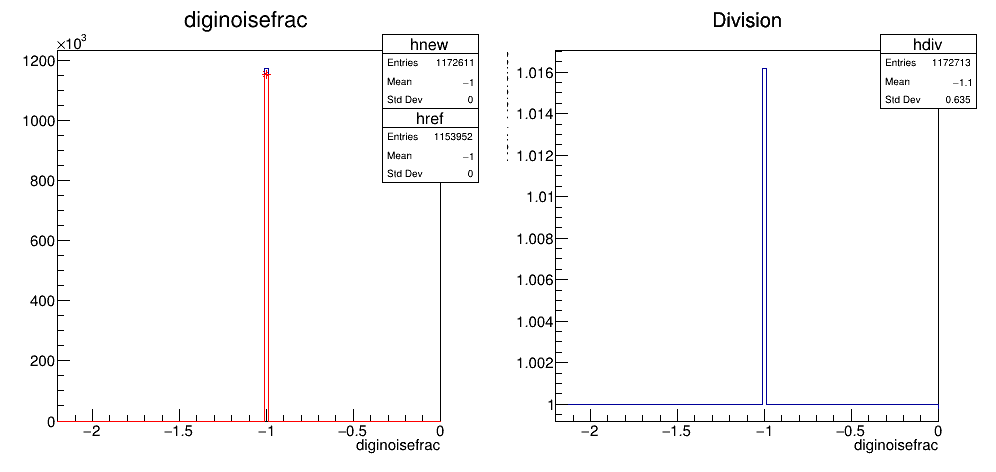 diginoisefrac
×10³
1200
1000
800
600
400
200
0
−2
−1.5
−1
−0.5
0
diginoisefrac
hnew
Entries 1172611
Mean −1
Std Dev 0
href
Entries 1153952
Mean −1
Std Dev 0
Division
1.016
1.014
1.012
1.01
1.008
1.006
1.004
1.002
1
−2
−1.5
−1
−0.5
0
diginoisefrac
hdiv
Entries 1172713
Mean −1.1
Std Dev 0.635